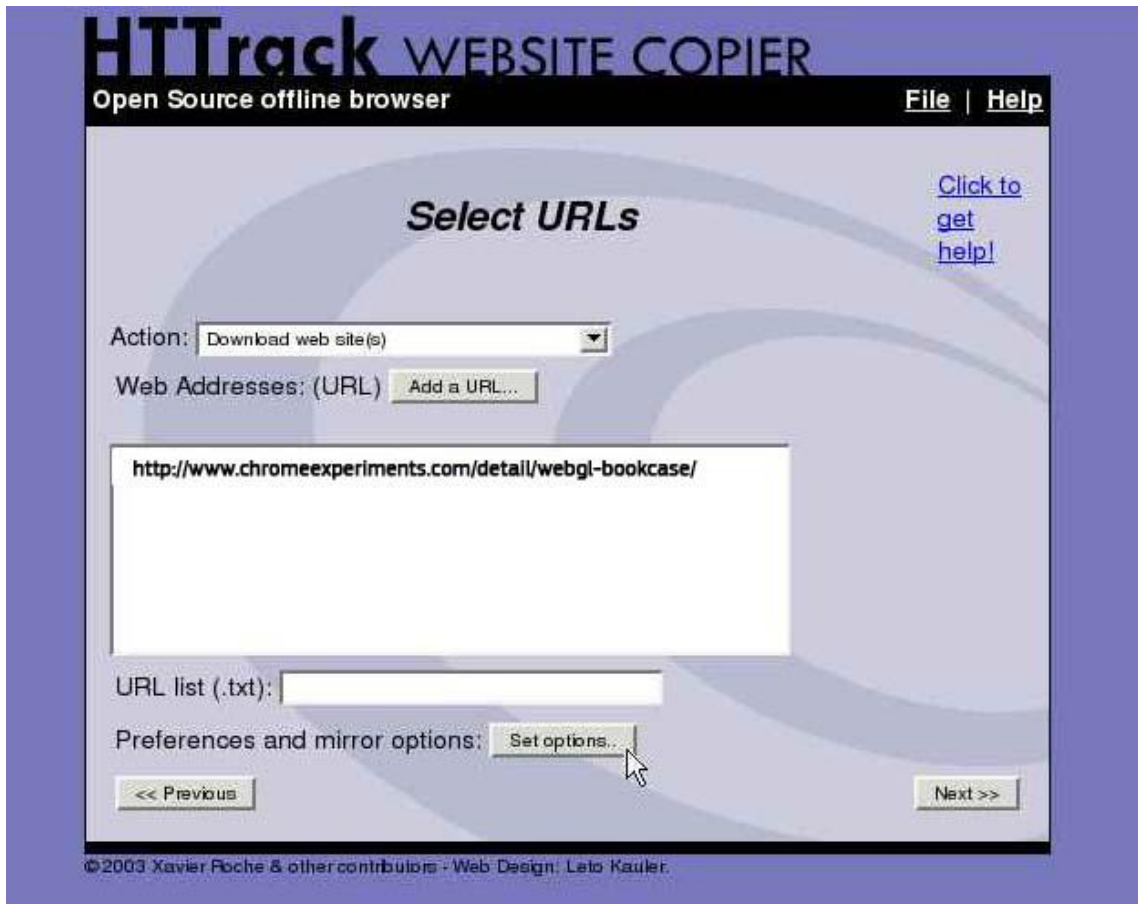 HTTrack WEBSITE COPIER
Open Source offline browser
File | Help
Click to
get
help!
Select URLs
Action: Download web site(s)
Web Addresses: (URL) Add a URL...
http://www.chromeexperiments.com/detail/webgl-bookcase/
URL list (.txt):
Preferences and mirror options: Set options..
<< Previous
Next >>
©2003 Xavier Roche & other contributors - Web Design: Leto Kauler.